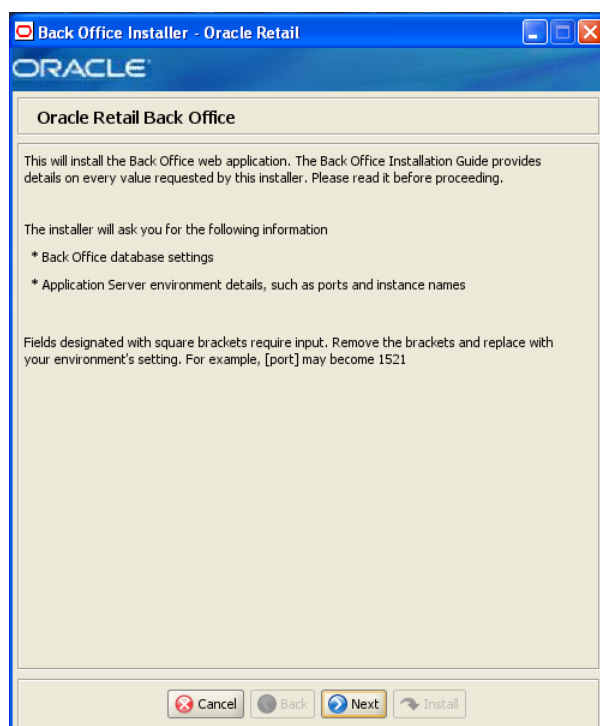 Back Office Installer - Oracle Retail
ORACLE
Oracle Retail Back Office
This will install the Back Office web application. The Back Office Installation Guide provides
details on every value requested by this installer. Please read it before proceeding.
The installer will ask you for the following information
* Back Office database settings
* Application Server environment details, such as ports and instance names
Fields designated with square brackets require input. Remove the brackets and replace with
your environment's setting. For example, [port] may become 1521
Cancel Back Next Install